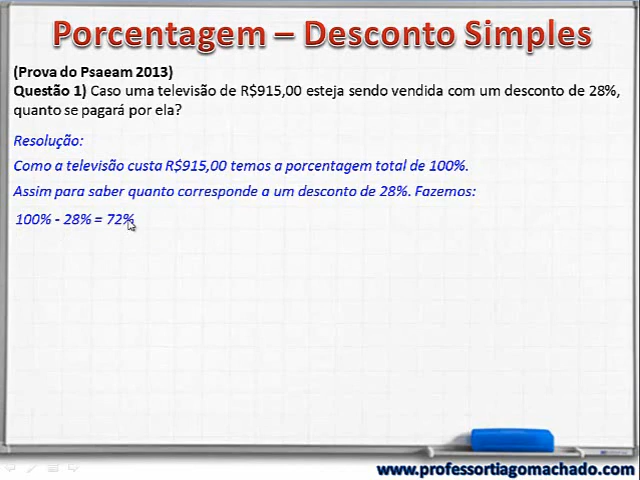 Porcentagem – Desconto Simples
(Prova do Psaeam 2013)
Questão 1) Caso uma televisão de R$915,00 esteja sendo vendida com um desconto de 28%,
quanto se pagará por ela?
Resolução:
Como a televisão custa R$915,00 temos a porcentagem total de 100%.
Assim para saber quanto corresponde a um desconto de 28%. Fazemos:
100% - 28% = 72%
www.professortiagomachado.com